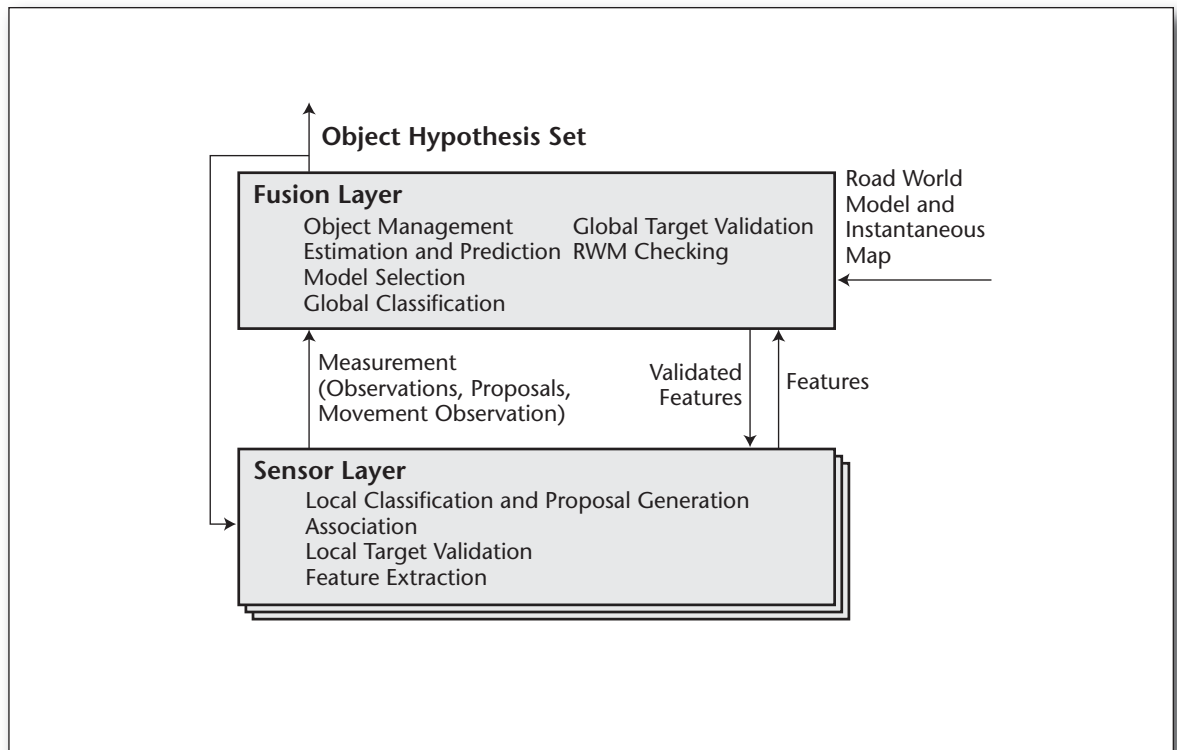 Object Hypothesis Set
Fusion Layer
Object Management
Estimation and Prediction
Model Selection
Global Classification
Global Target Validation
RWM Checking
Road World
Model and
Instantaneous
Map
Measurement
(Observations, Proposals,
Movement Observation)
Validated
Features
Features
Sensor Layer
Local Classification and Proposal Generation
Association
Local Target Validation
Feature Extraction